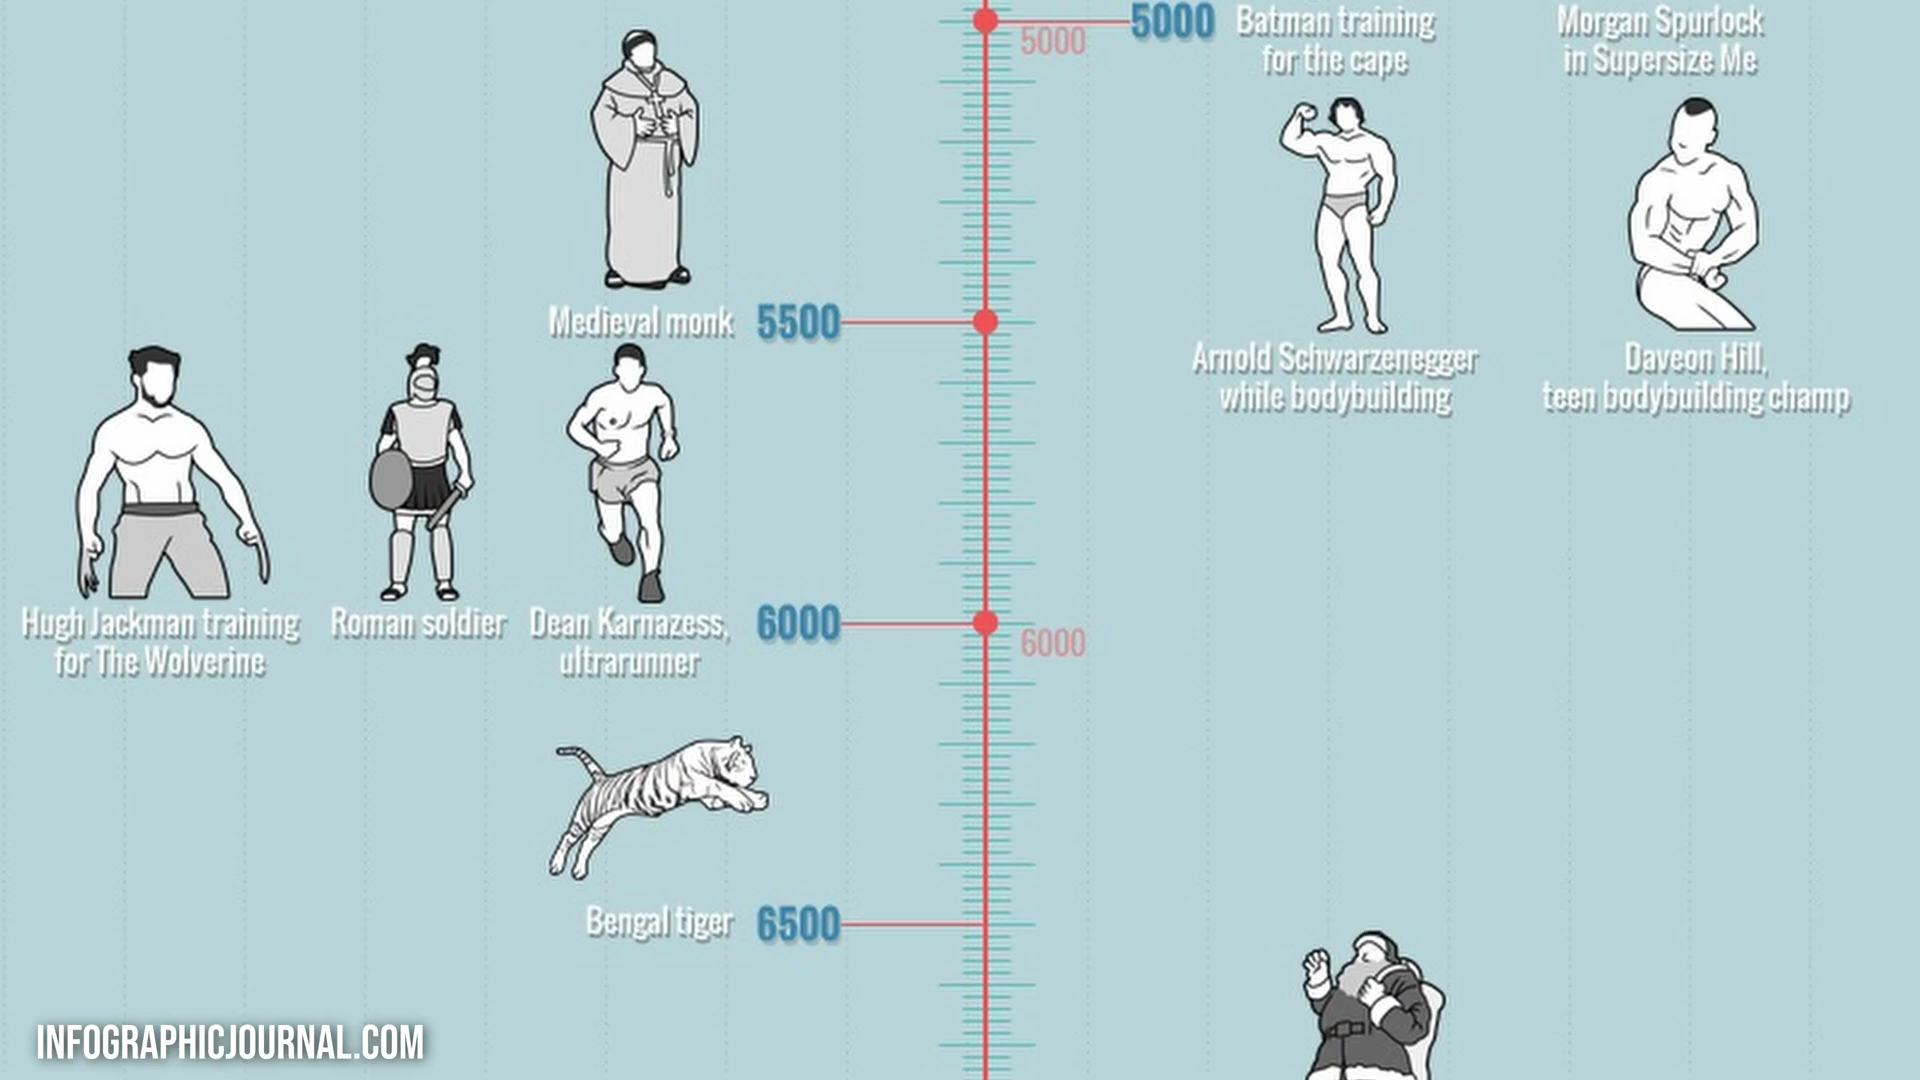 5000
Batman training
for the cape
Morgan Spurlock
in Supersize Me
5000
Medieval monk
5500
Arnold Schwarzenegger
while bodybuilding
Daveon Hill,
teen bodybuilding champ
Hugh Jackman training
for The Wolverine
Roman soldier
Dean Karnazess,
ultrarunner
6000
6000
Bengal tiger
6500
INFOGRAPHICJOURNAL.COM